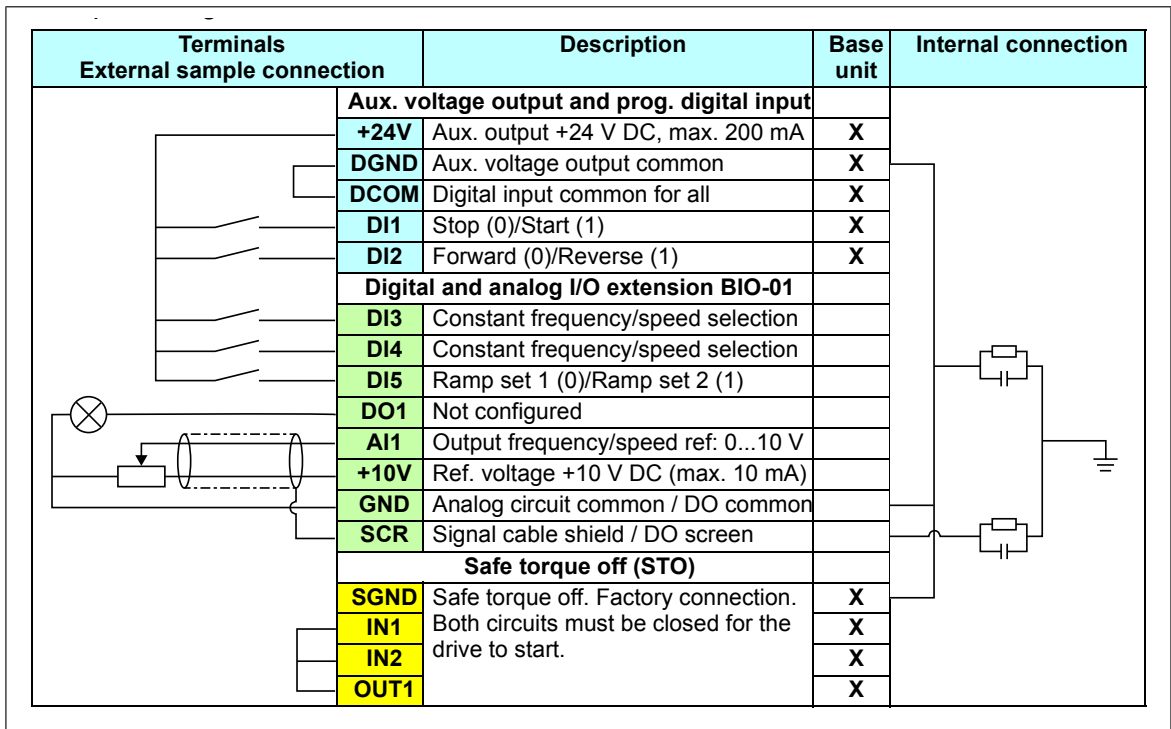 Terminals Description Base Internal connection
External sample connection unit
Aux. voltage output and prog. digital input
+24V Aux. output +24 V DC, max. 200 mA X
DGND Aux. voltage output common X
DCOM Digital input common for all X
DI1 Stop (0)/Start (1) X
DI2 Forward (0)/Reverse (1) X
Digital and analog I/O extension BIO-01
DI3 Constant frequency/speed selection
DI4 Constant frequency/speed selection
DI5 Ramp set 1 (0)/Ramp set 2 (1)
DO1 Not configured
AI1 Output frequency/speed ref: 0...10 V
+10V Ref. voltage +10 V DC (max. 10 mA)
GND Analog circuit common / DO common
SCR Signal cable shield / DO screen
Safe torque off (STO)
SGND Safe torque off. Factory connection. X
IN1 Both circuits must be closed for the X
IN2 drive to start. X
OUT1 X